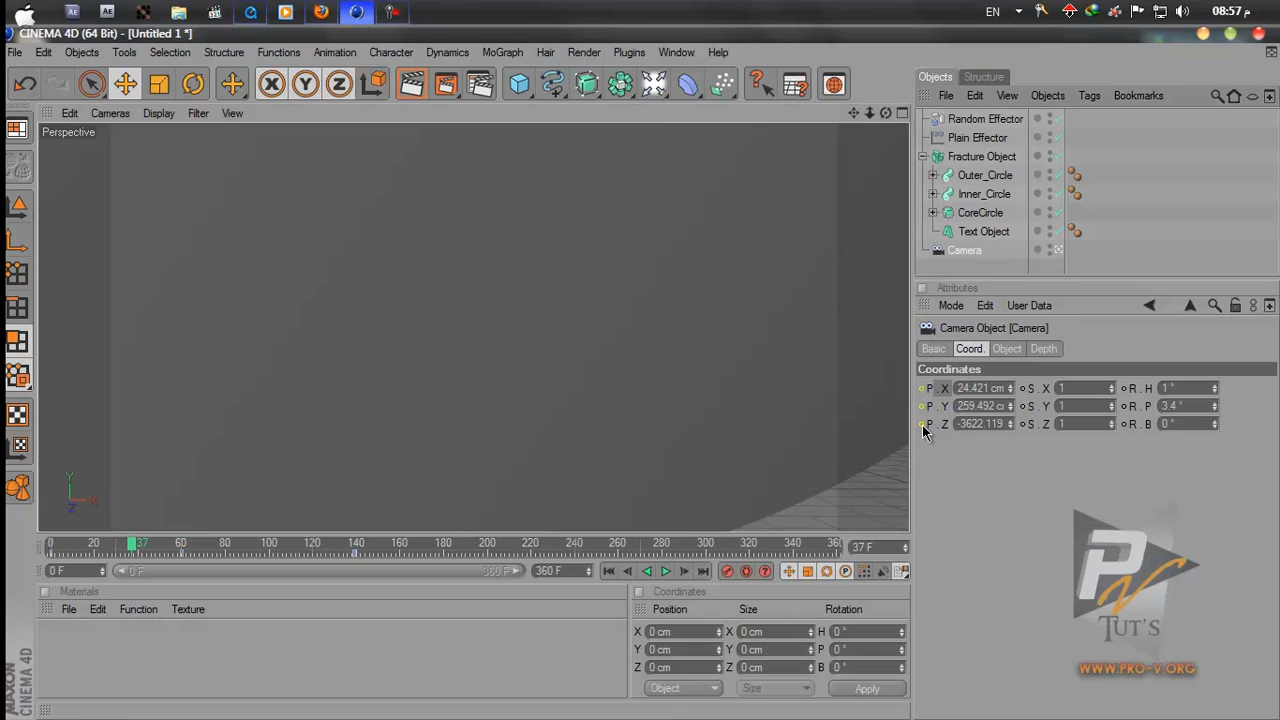 EN
08:57 م
CINEMA 4D (64 Bit) - [Untitled 1 *]
File Edit Objects Tools Selection Structure Functions Animation Character Dynamics MoGraph Hair Render Plugins Window Help
Objects Structure
File Edit View Objects Tags Bookmarks
Edit Cameras Display Filter View
Perspective
Random Effector
Plain Effector
Fracture Object
Outer_Circle
Inner_Circle
CoreCircle
Text Object
Camera
Attributes
Mode Edit User Data
Camera Object [Camera]
Basic Coord. Object Depth
Coordinates
P . X 24.421 cm S . X 1 R . H 1 °
P . Y 259.492 c S . Y 1 R . P 3.4 °
P . Z -3622.119 S . Z 1 R . B 0 °
Y
X
Z
0 20 37 60 80 100 120 140 160 180 200 220 240 260 280 300 320 340 36 37 F
0 F 0 F 360 F 360 F
Materials
File Edit Function Texture
Coordinates
Position Size Rotation
X 0 cm X 0 cm H 0 °
Y 0 cm Y 0 cm P 0 °
Z 0 cm Z 0 cm B 0 °
Object Size Apply
MAXON
CINEMA 4D
PV
TUT'S
WWW.PRO-V.ORG